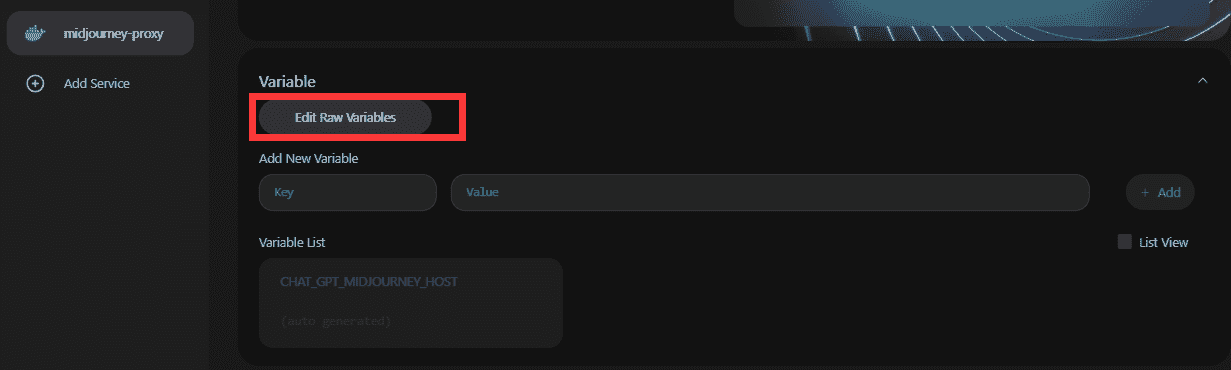 midjourney-proxy
Add Service
Variable
Edit Raw Variables
Add New Variable
Key
Value
+ Add
Variable List
List View
CHAT_GPT_MIDJOURNEY_HOST
(auto generated)